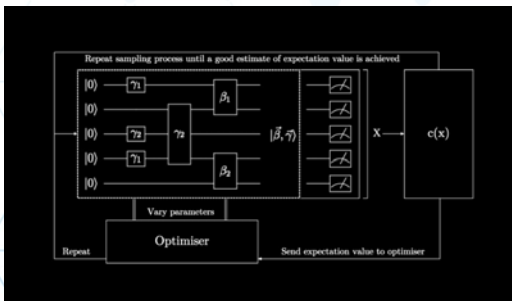 Repeat sampling process until a good estimate of expectation value is achieved
|0⟩ γ₁ β₁
|0⟩
|0⟩ γ₂ γ₂ |β⃗, γ⃗⟩ X c(x)
|0⟩ γ₁ β₂
|0⟩
Vary parameters
Optimiser
Repeat
Send expectation value to optimiser